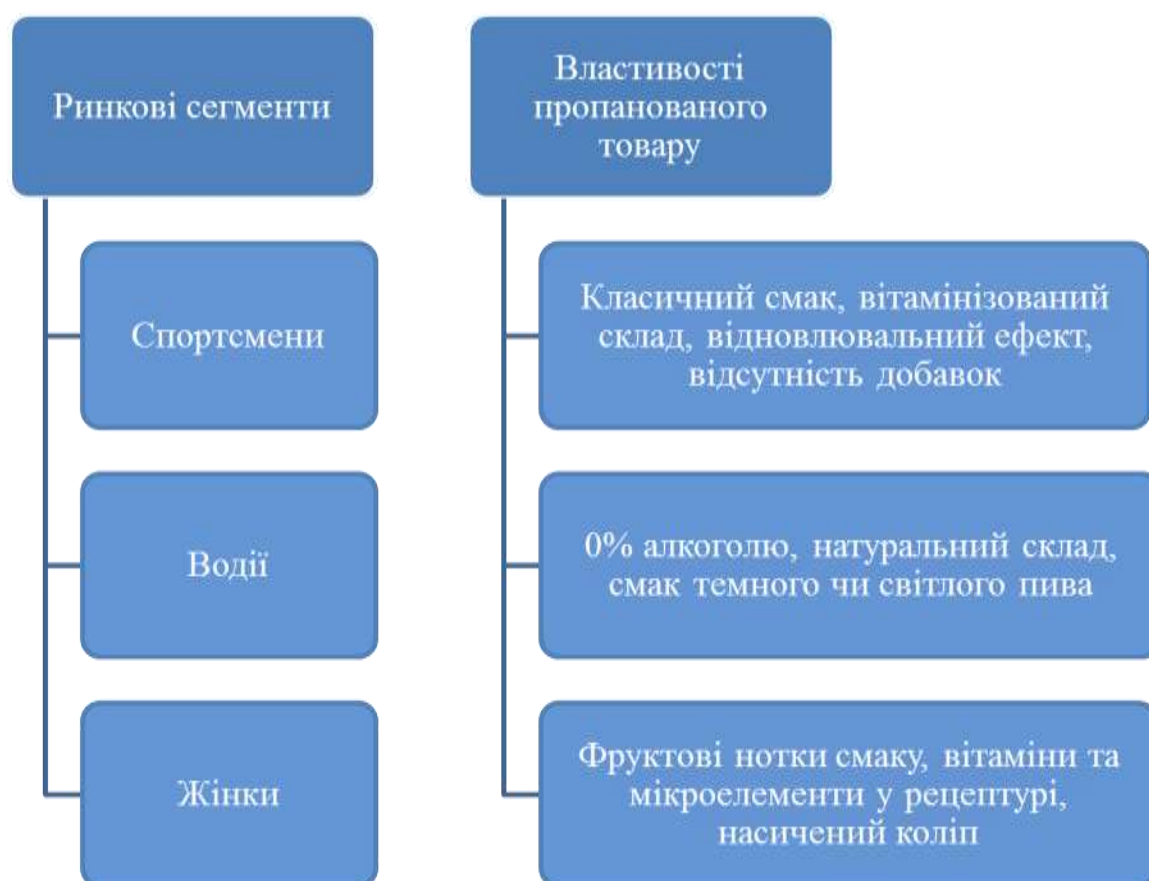 Ринкові сегменти
Властивості
пропанованого
товару
Спортсмени
Класичний смак, вітамінізований
склад, відновлювальний ефект,
відсутність добавок
Водії
0% алкоголю, натуральний склад,
смак темного чи світлого пива
Жінки
Фруктові нотки смаку, вітаміни та
мікроелементи у рецептурі,
насичений коліп